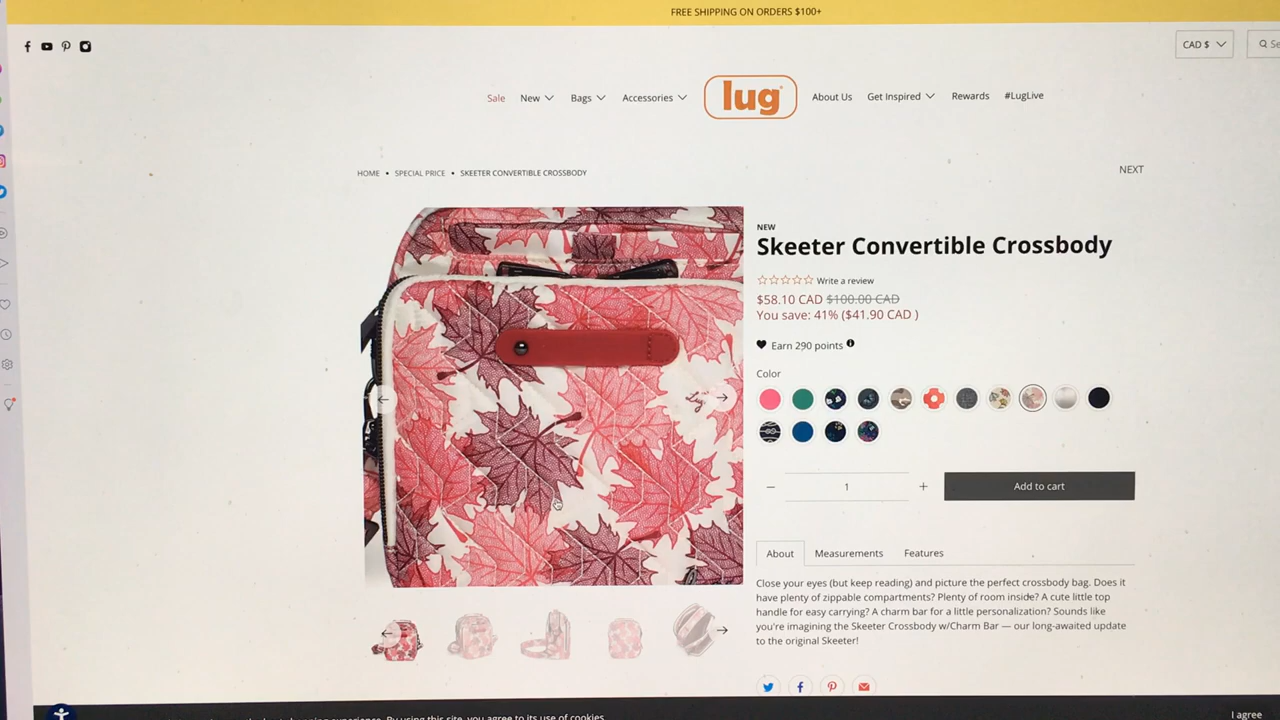 FREE SHIPPING ON ORDERS $100+
CAD $
Sale New Bags Accessories lug About Us Get Inspired Rewards #LugLive
HOME • SPECIAL PRICE • SKEETER CONVERTIBLE CROSSBODY
NEXT
NEW
Skeeter Convertible Crossbody
Write a review
$58.10 CAD $100.00 CAD
You save: 41% ($41.90 CAD )
Earn 290 points
Color
− 1 + Add to cart
About Measurements Features
Close your eyes (but keep reading) and picture the perfect crossbody bag. Does it
have plenty of zippable compartments? Plenty of room inside? A cute little top
handle for easy carrying? A charm bar for a little personalization? Sounds like
you're imagining the Skeeter Crossbody w/Charm Bar — our long-awaited update
to the original Skeeter!
experience. By using this site, you agree to its use of cookies.
I agree